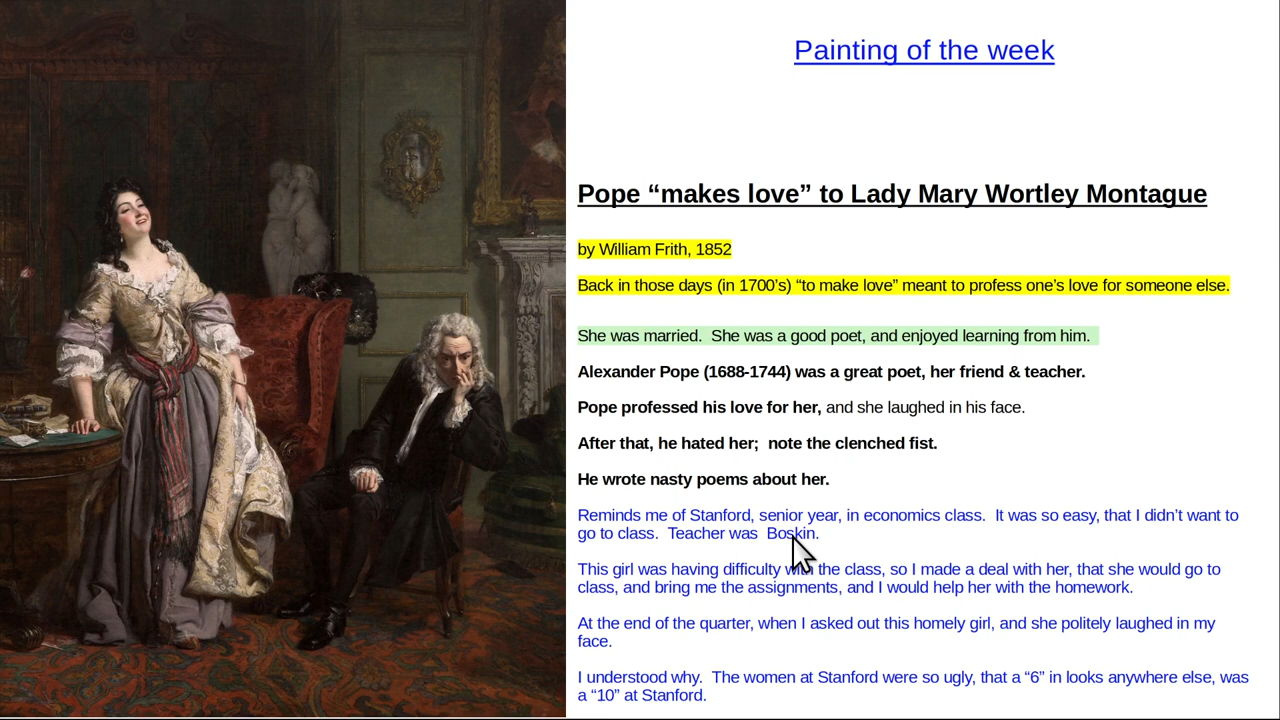 Painting of the week
Pope “makes love” to Lady Mary Wortley Montague
by William Frith, 1852
Back in those days (in 1700’s) “to make love” meant to profess one’s love for someone else.
She was married.  She was a good poet, and enjoyed learning from him.
Alexander Pope (1688-1744) was a great poet, her friend & teacher.
Pope professed his love for her, and she laughed in his face.
After that, he hated her;  note the clenched fist.
He wrote nasty poems about her.
Reminds me of Stanford, senior year, in economics class.  It was so easy, that I didn’t want to
go to class.  Teacher was  Boskin.
This girl was having difficulty with the class, so I made a deal with her, that she would go to
class, and bring me the assignments, and I would help her with the homework.
At the end of the quarter, when I asked out this homely girl, and she politely laughed in my
face.
I understood why.  The women at Stanford were so ugly, that a “6” in looks anywhere else, was
a “10” at Stanford.